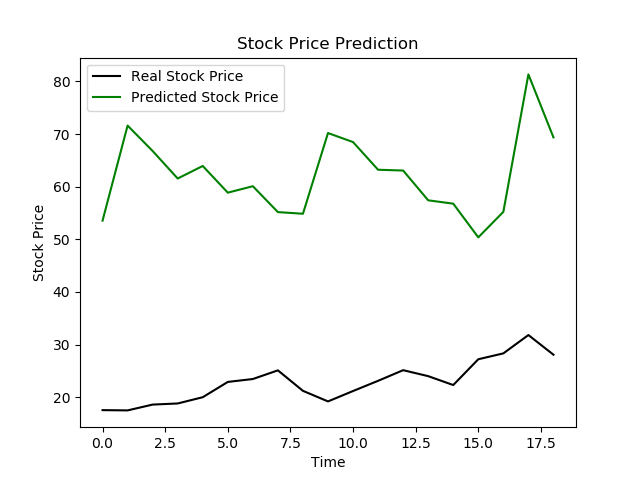 Stock Price Prediction
Real Stock Price
Predicted Stock Price
Stock Price
80
70
60
50
40
30
20
0.0 2.5 5.0 7.5 10.0 12.5 15.0 17.5
Time